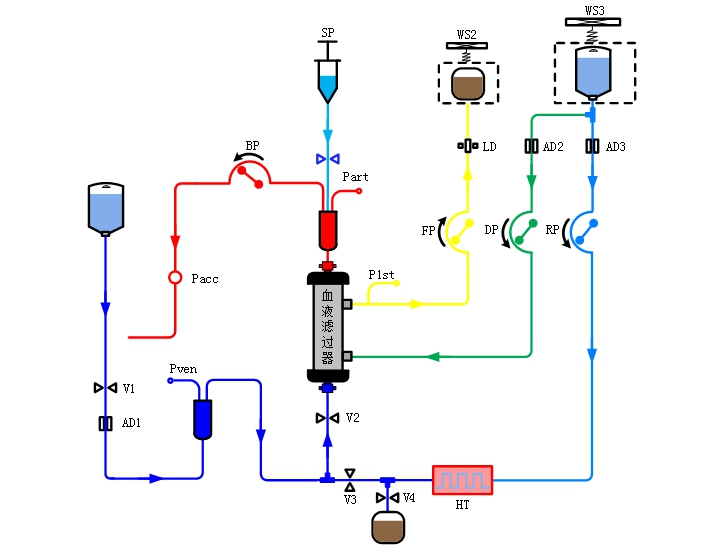 WS3
WS2
SP
BP
LD
AD2
AD3
Part
FP
DP
RP
Pacc
P1st
血
液
滤
过
器
Pven
V1
AD1
V2
V3
V4
HT